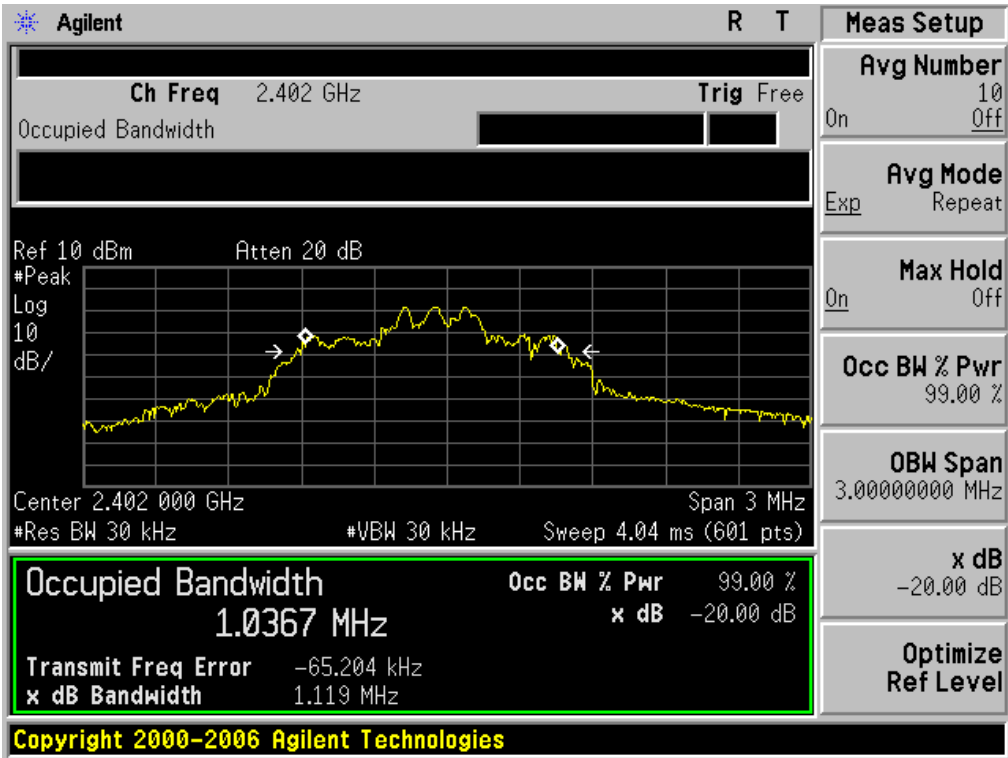 Agilent
R T
Ch Freq 2.402 GHz
Trig Free
Occupied Bandwidth
Ref 10 dBm
Atten 20 dB
#Peak
Log
10
dB/
Center 2.402 000 GHz
Span 3 MHz
#Res BW 30 kHz
#VBW 30 kHz
Sweep 4.04 ms (601 pts)
Occupied Bandwidth
1.0367 MHz
Occ BW % Pwr 99.00 %
x dB -20.00 dB
Transmit Freq Error -65.204 kHz
x dB Bandwidth 1.119 MHz
Copyright 2000-2006 Agilent Technologies
Meas Setup
Avg Number
10
On Off
Avg Mode
Exp Repeat
Max Hold
On Off
Occ BW % Pwr
99.00 %
OBW Span
3.00000000 MHz
x dB
-20.00 dB
Optimize
Ref Level